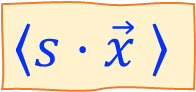 ⟨s · x⃗ ⟩